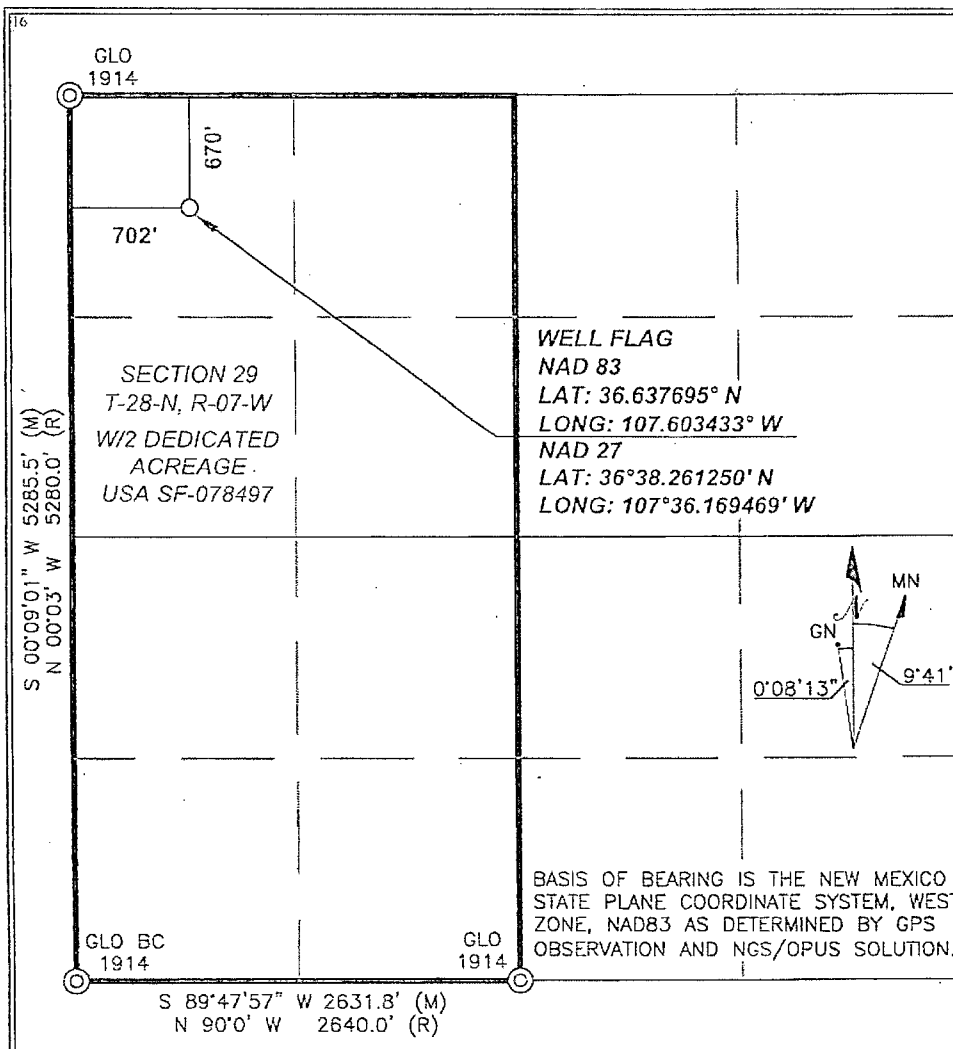 16
GLO
1914
670'
702'
WELL FLAG
NAD 83
LAT: 36.637695° N
LONG: 107.603433° W
NAD 27
LAT: 36°38.261250' N
LONG: 107°36.169469' W
SECTION 29
T-28-N, R-07-W
W/2 DEDICATED
ACREAGE
USA SF-078497
S 00°09'01" W 5285.5' (M)
N 00°03' W 5280.0' (R)
MN
GN
0°08'13"
9°41'
BASIS OF BEARING IS THE NEW MEXICO
STATE PLANE COORDINATE SYSTEM, WEST
ZONE, NAD83 AS DETERMINED BY GPS
OBSERVATION AND NGS/OPUS SOLUTION.
GLO BC
1914
GLO
1914
S 89°47'57" W 2631.8' (M)
N 90°0' W 2640.0' (R)